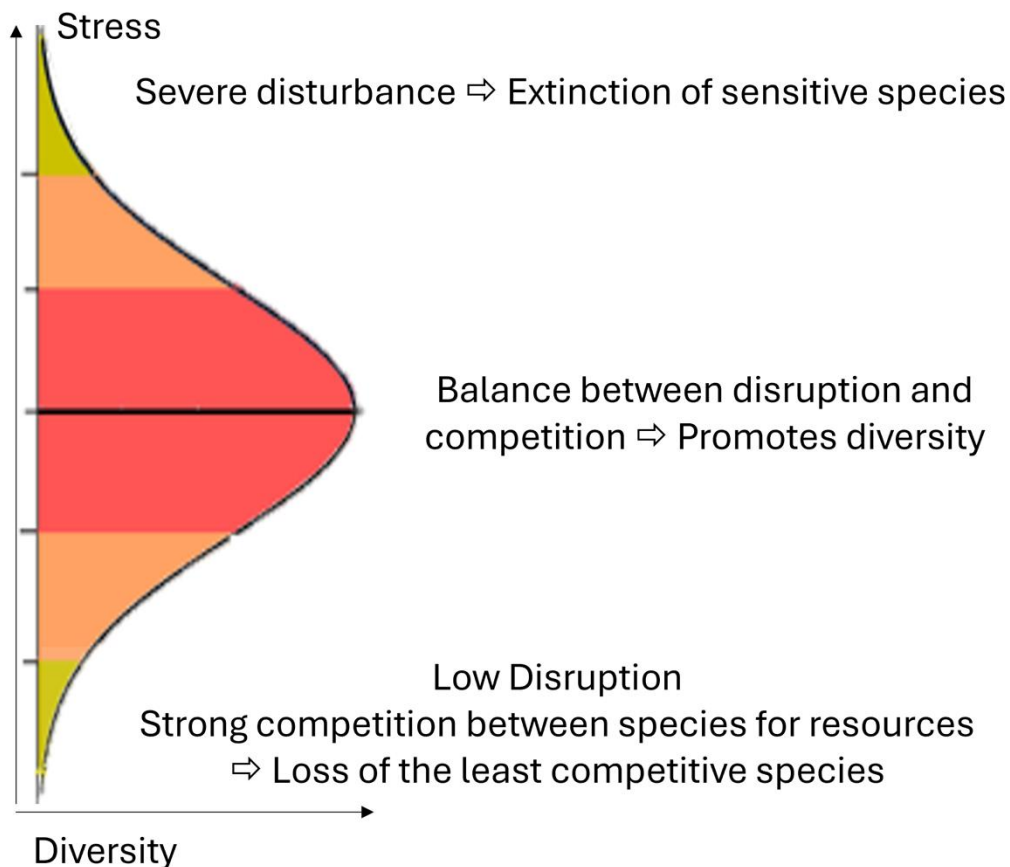 Stress
Severe disturbance ⇨ Extinction of sensitive species
Balance between disruption and
competition ⇨ Promotes diversity
Low Disruption
Strong competition between species for resources
⇨ Loss of the least competitive species
Diversity